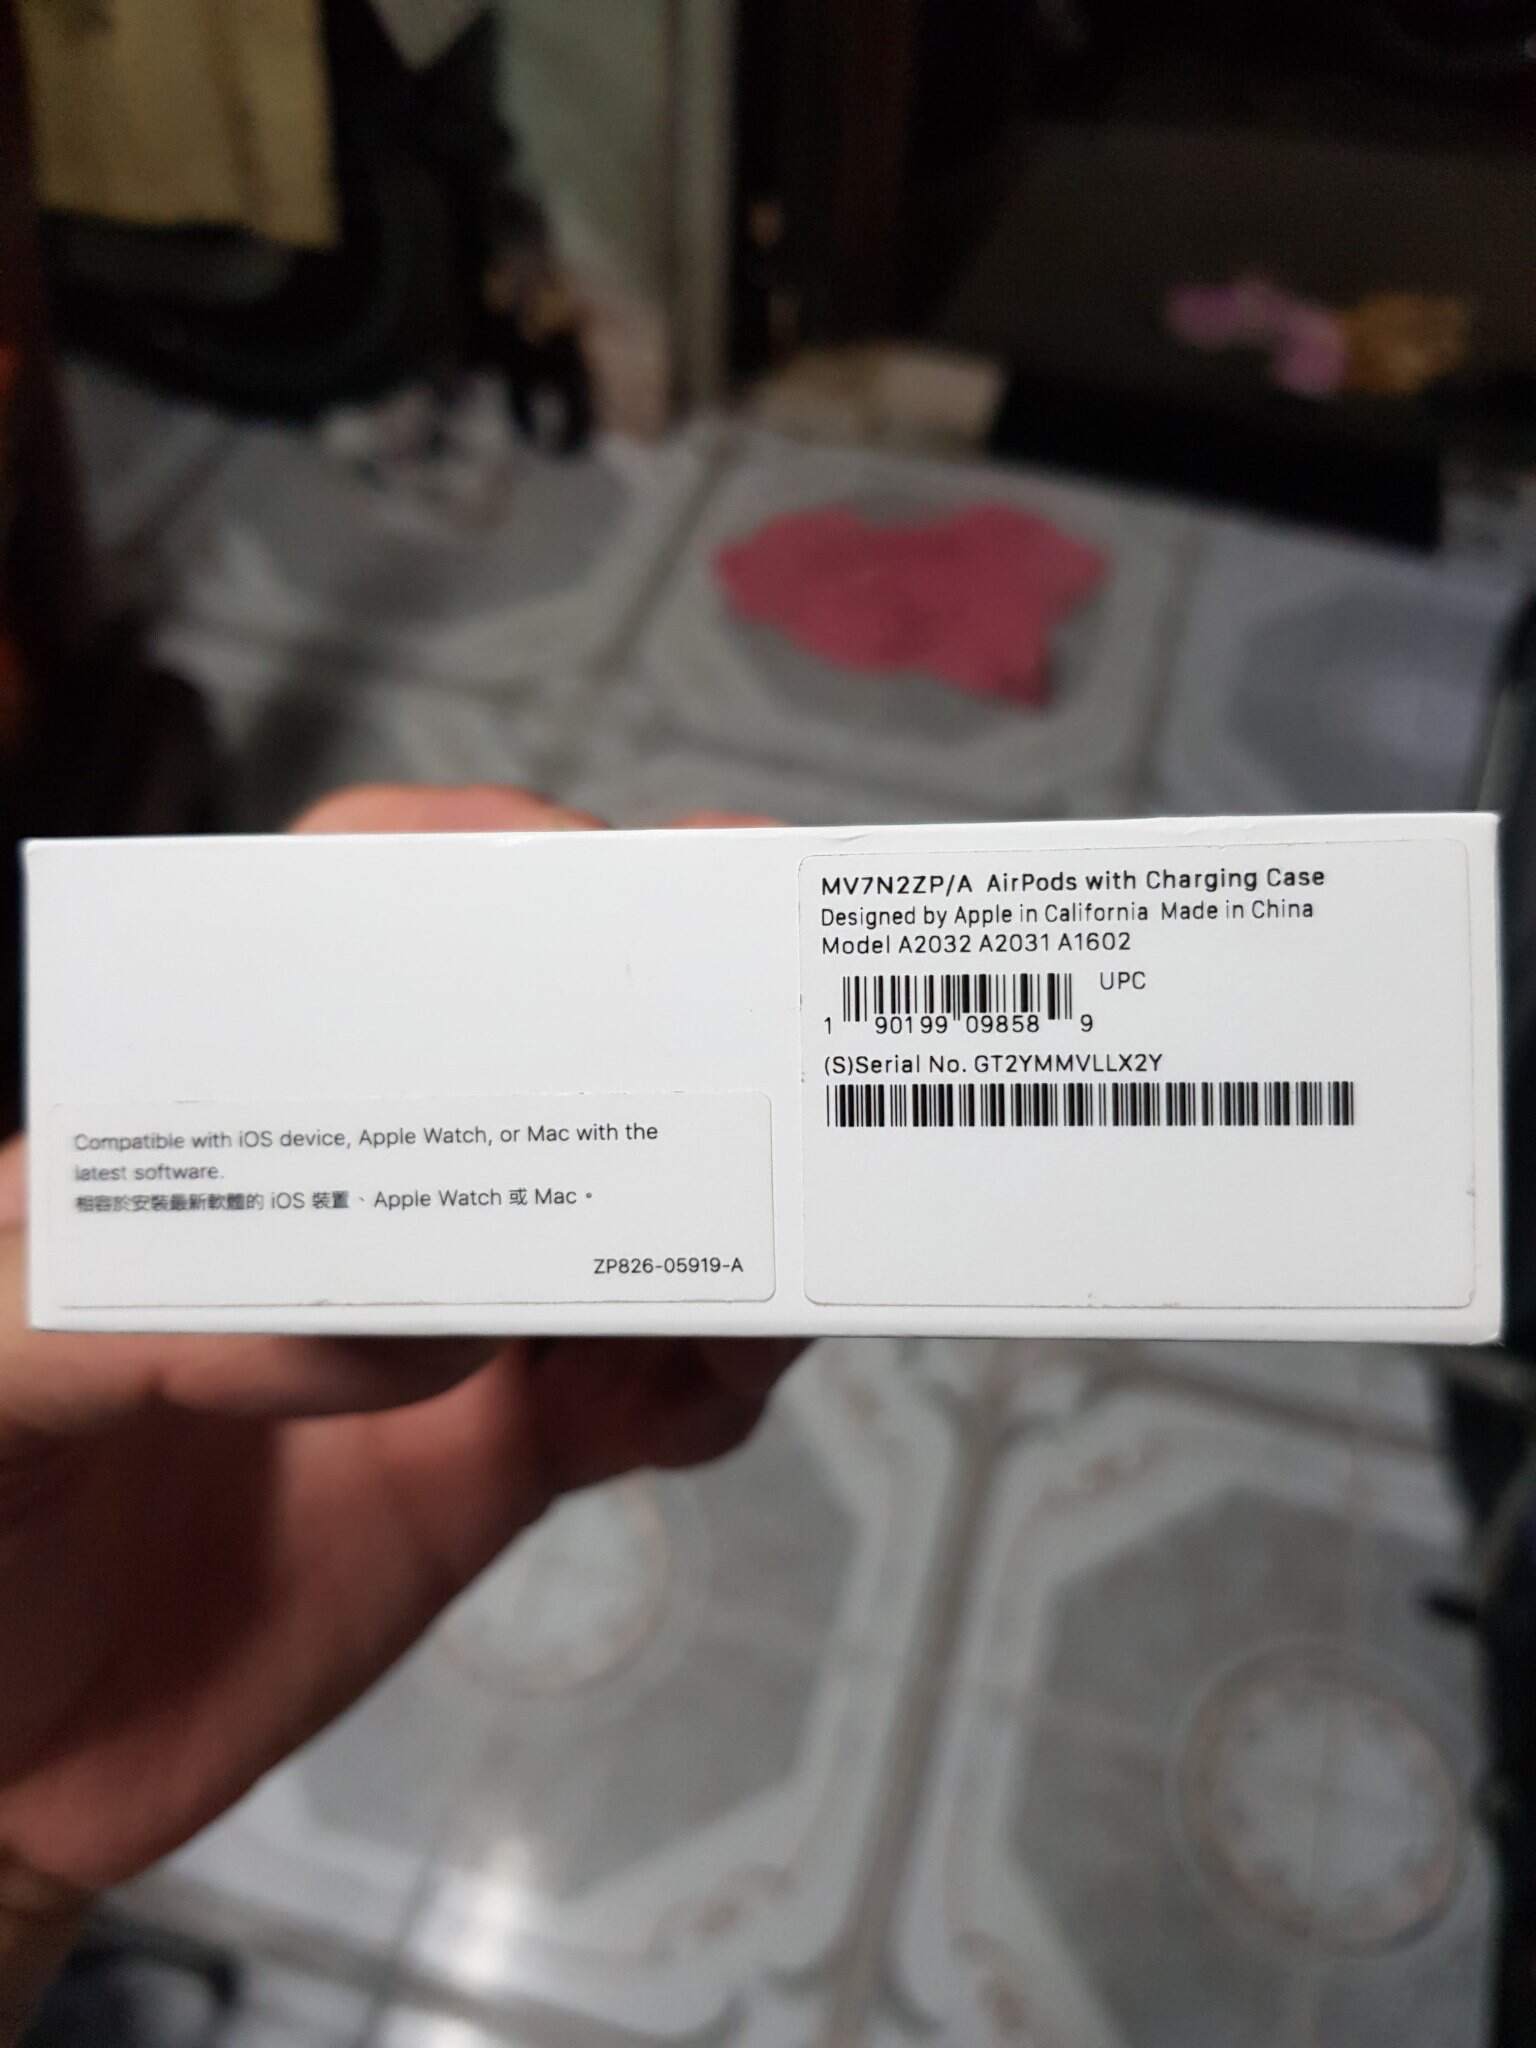 MV7N2ZP/A AirPods with Charging Case
Designed by Apple in California Made in China
Model A2032 A2031 A1602
UPC
1 90199 09858 9
(S)Serial No. GT2YMMVLLX2Y
Compatible with iOS device, Apple Watch, or Mac with the
latest software.
相容於安裝最新軟體的 iOS 裝置、Apple Watch 或 Mac。
ZP826-05919-A